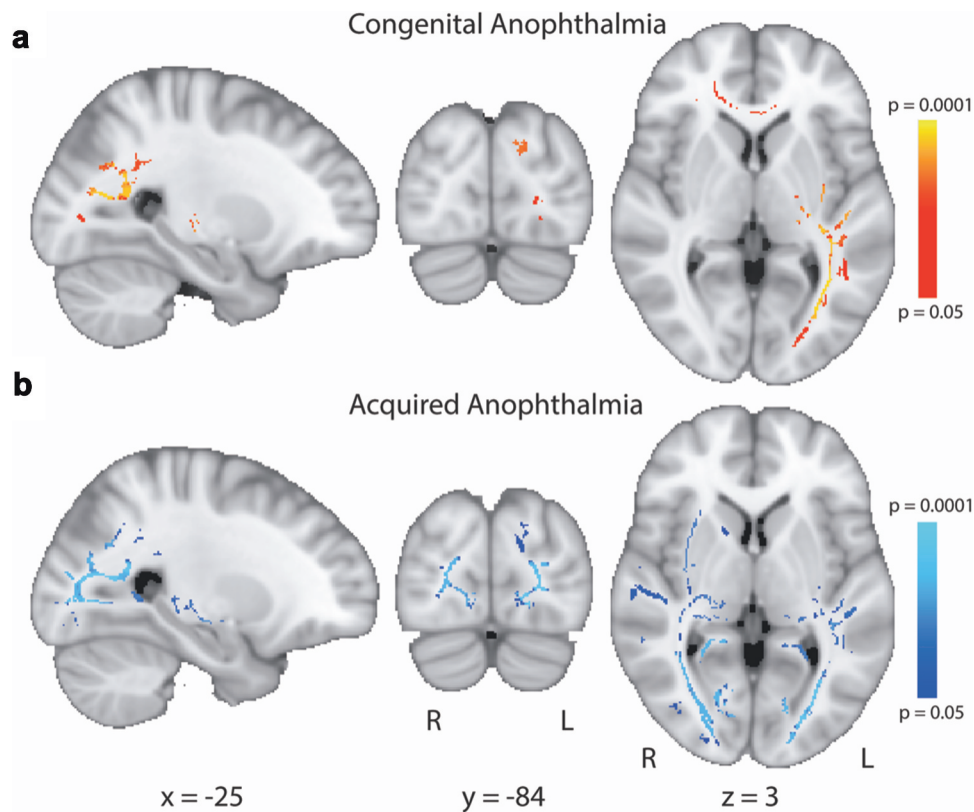 a
Congenital Anophthalmia
p = 0.0001
p = 0.05
b
Acquired Anophthalmia
p = 0.0001
p = 0.05
R L
R L
x = -25 y = -84 z = 3